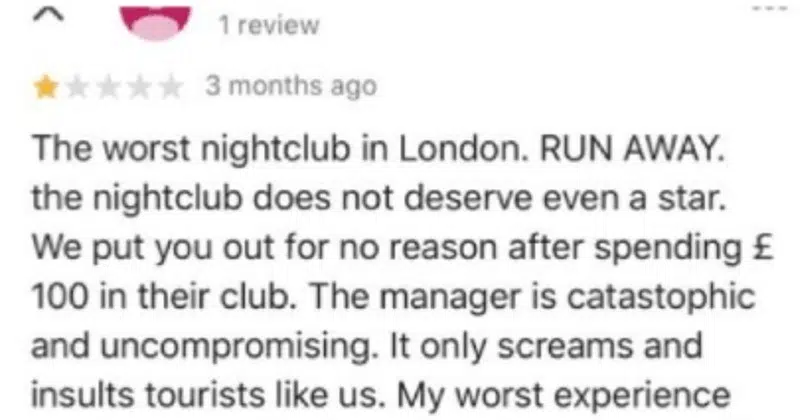 1 review
3 months ago
The worst nightclub in London. RUN AWAY.
the nightclub does not deserve even a star.
We put you out for no reason after spending £
100 in their club. The manager is catastophic
and uncompromising. It only screams and
insults tourists like us. My worst experience